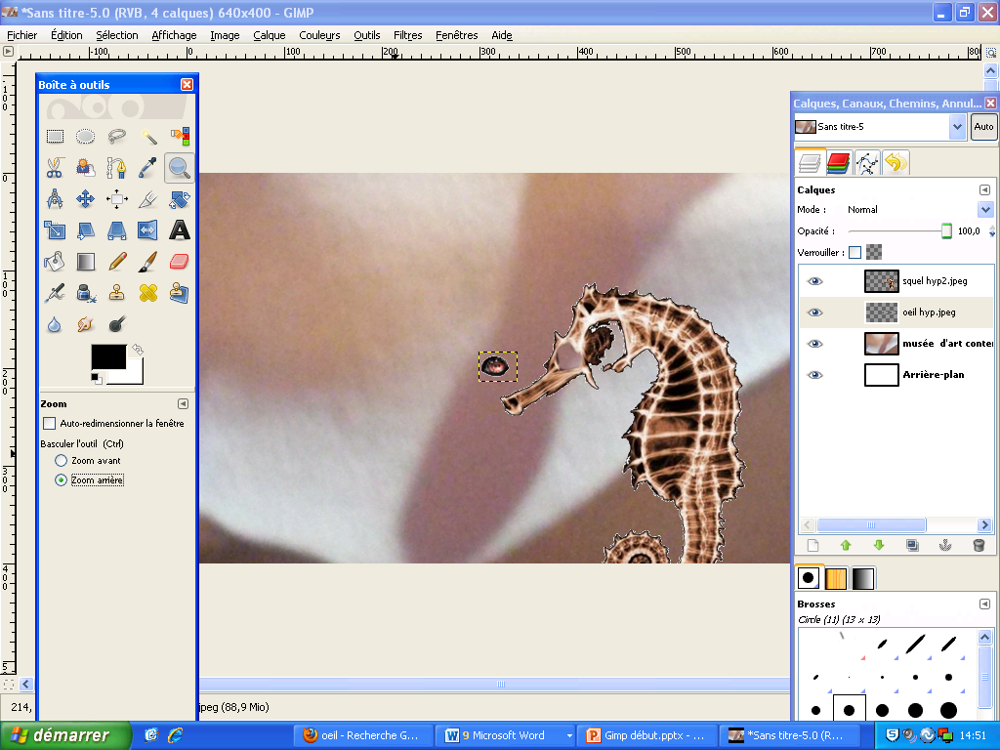 *Sans titre-5.0 (RVB, 4 calques) 640x400 - GIMP
Fichier Édition Sélection Affichage Image Calque Couleurs Outils Filtres Fenêtres Aide
-100 0 100 200 300 400 500 600 700 800
Boîte à outils
Zoom
Auto-redimensionner la fenêtre
Basculer l'outil (Ctrl)
Zoom avant
Zoom arrière
Calques, Canaux, Chemins, Annul...
Sans titre-5
Auto
Calques
Mode : Normal
Opacité : 100,0
Verrouiller :
squel hyp2.jpeg
oeil hyp.jpeg
musée d'art conte
Arrière-plan
Brosses
Circle (11) (13 x 13)
214, jpeg (88,9 Mio)
démarrer
oeil - Recherche G...
9 Microsoft Word
Gimp début.pptx - ...
*Sans titre-5.0 (R...
14:51